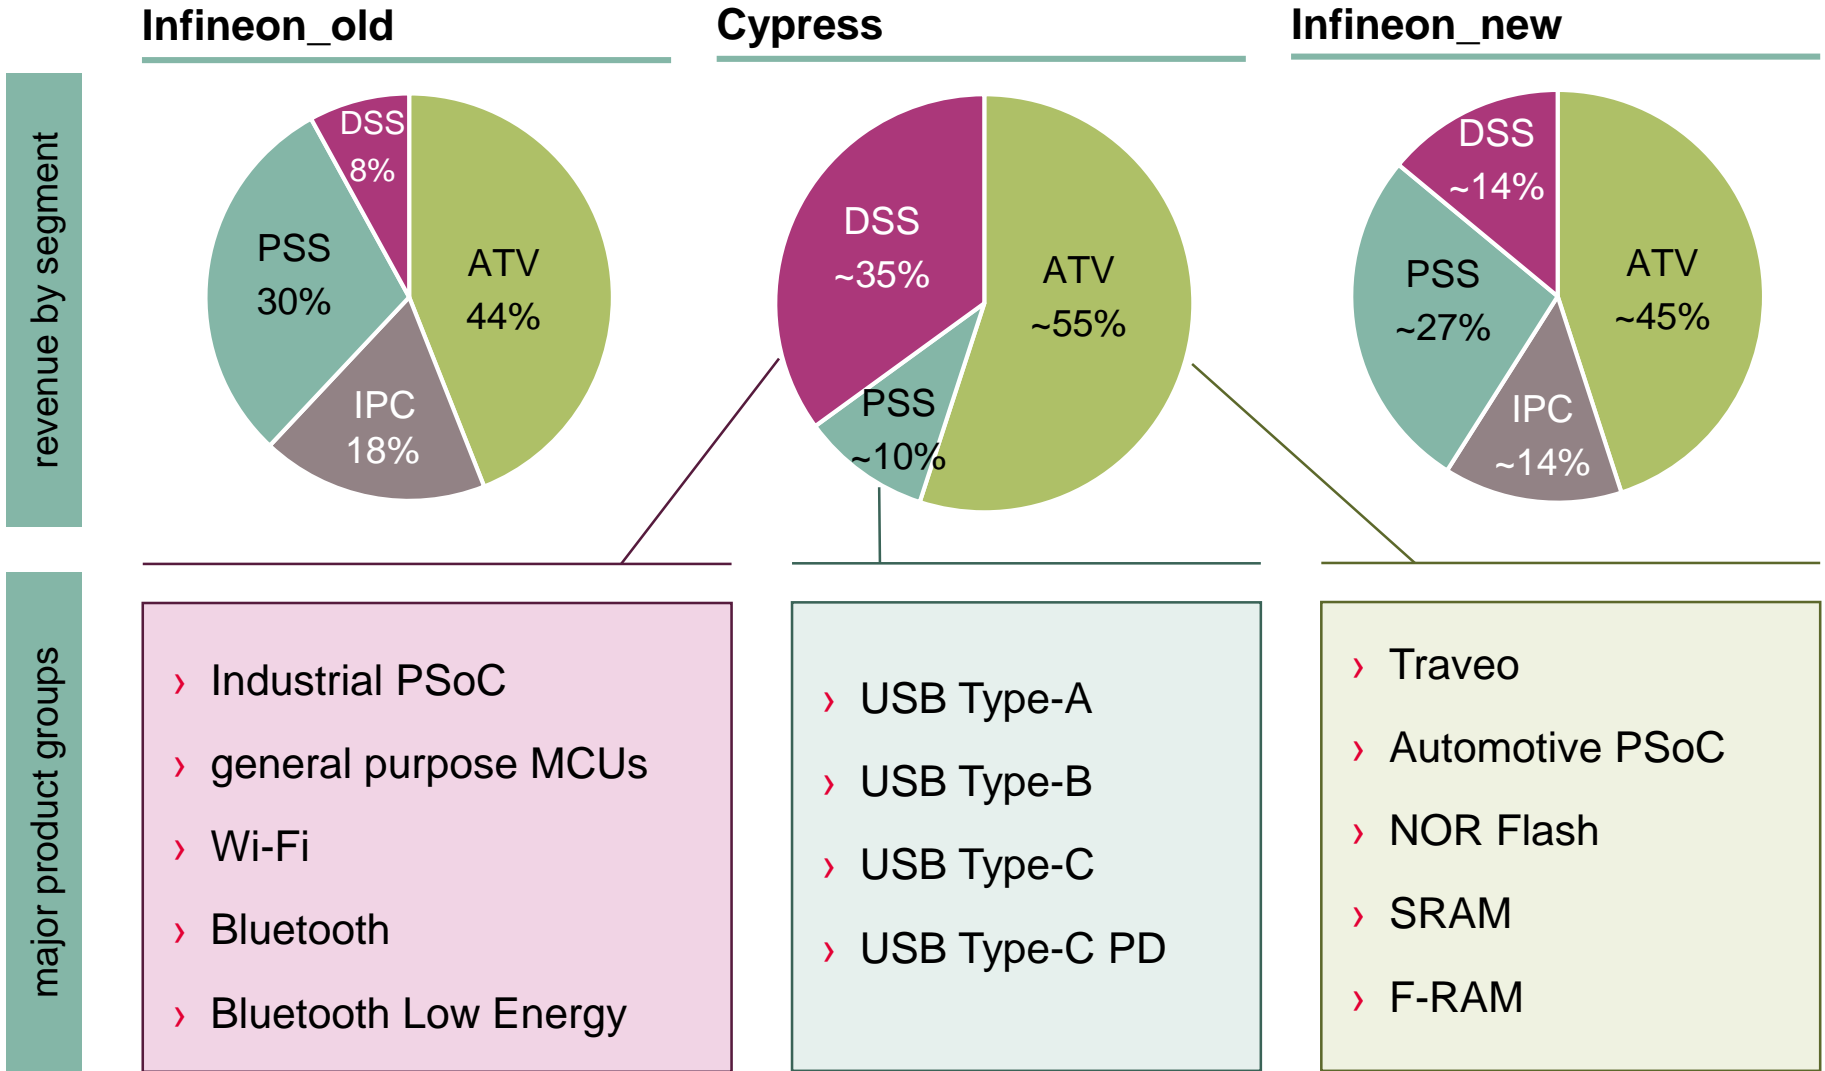 Infineon_old
Cypress
Infineon_new
revenue by segment
DSS
8%
ATV
44%
IPC
18%
PSS
30%
DSS
~35%
ATV
~55%
PSS
~10%
DSS
~14%
ATV
~45%
IPC
~14%
PSS
~27%
major product groups
› Industrial PSoC
› general purpose MCUs
› Wi-Fi
› Bluetooth
› Bluetooth Low Energy
› USB Type-A
› USB Type-B
› USB Type-C
› USB Type-C PD
› Traveo
› Automotive PSoC
› NOR Flash
› SRAM
› F-RAM